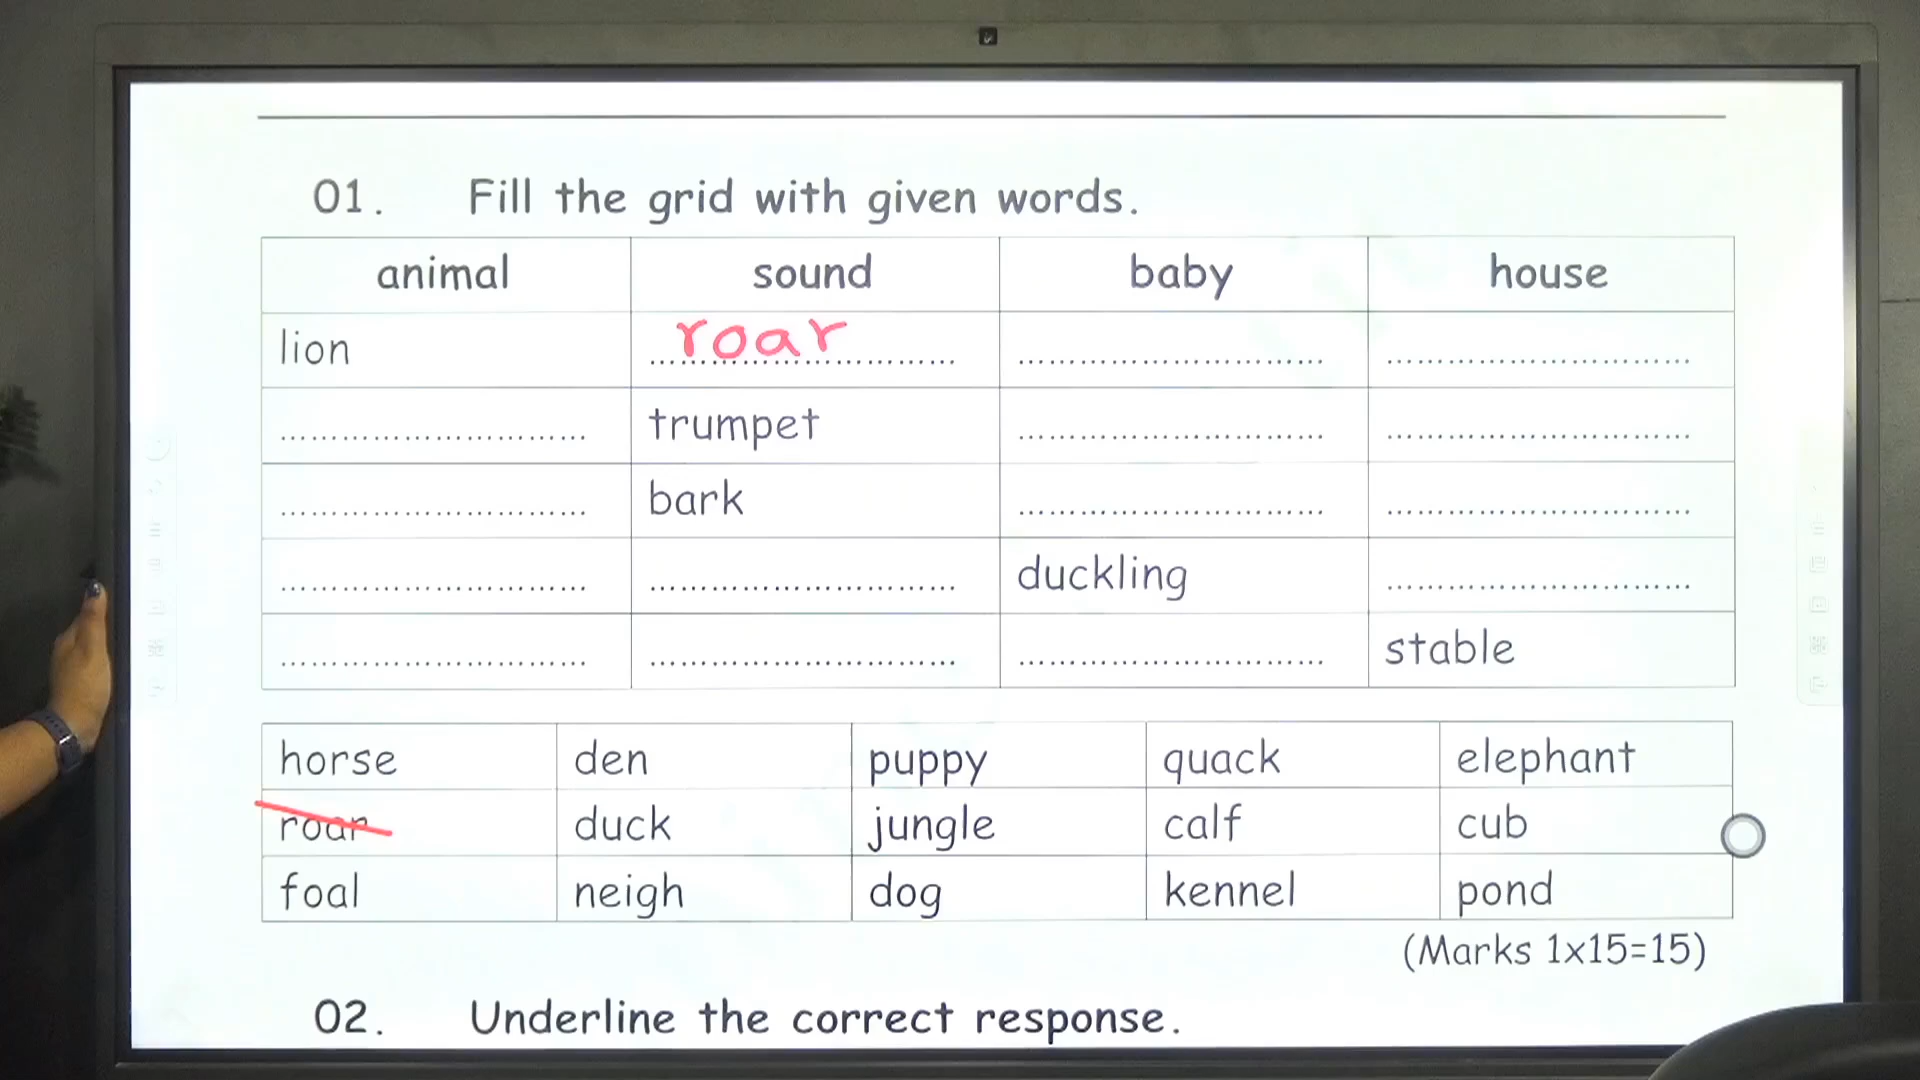 01. Fill the grid with given words.
animal sound baby house
lion roar ............................ ............................
............................ trumpet ............................ ............................
............................ bark ............................ ............................
............................ ............................ duckling ............................
............................ ............................ ............................ stable
horse den puppy quack elephant
roar duck jungle calf cub
foal neigh dog kennel pond
(Marks 1x15=15)
02. Underline the correct response.